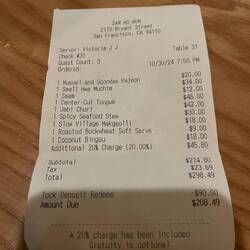 DAN HO WON
2170 Bryant Street
San Francisco, CA 94110
Server: Victoria J J Table 37
Check #31
Guest Count: 3 10/30/24 7:50 PM
Ordered:
1 Mussel and Scondae Pajeon $20.00
1 Small Hwe Muchim $34.00
1 Ssam $12.00
1 Center-Cut Tongue $46.00
1 Jebi Churi $42.00
1 Spicy Seafood Stew $30.00
1 Slow Village Makgeolli $18.00
1 Roasted Buckwheat Soft Serve $9.00
1 Coconut Bingsu $18.00
Additional 20% Charge (20.00%) $45.80
Subtotal $274.80
Tax $23.69
Total $298.49
Tock Deposit Redeem -$90.00
Amount Due $208.49
A 20% charge has been included
Gratuity is optional